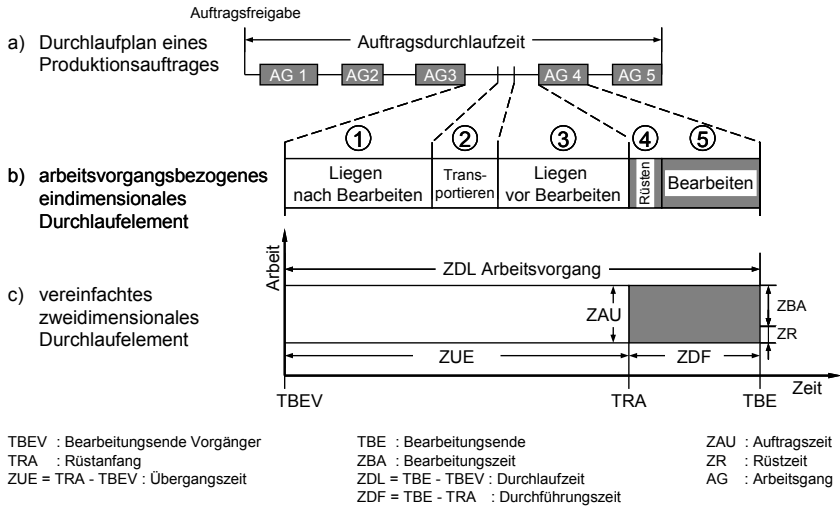 Auftragsfreigabe
a) Durchlaufplan eines
Produktionsauftrages
Auftragsdurchlaufzeit
AG 1 AG2 AG3 AG 4 AG 5
1 2 3 4 5
b) arbeitsvorgangsbezogenes
eindimensionales
Durchlaufelement
Liegen
nach Bearbeiten
Trans-
portieren
Liegen
vor Bearbeiten
Rüsten
Bearbeiten
c) vereinfachtes
zweidimensionales
Durchlaufelement
Arbeit
ZDL Arbeitsvorgang
ZAU
ZBA
ZR
ZUE ZDF
Zeit
TBEV TRA TBE
TBEV : Bearbeitungsende Vorgänger
TRA : Rüstanfang
ZUE = TRA - TBEV : Übergangszeit
TBE : Bearbeitungsende
ZBA : Bearbeitungszeit
ZDL = TBE - TBEV : Durchlaufzeit
ZDF = TBE - TRA : Durchführungszeit
ZAU : Auftragszeit
ZR : Rüstzeit
AG : Arbeitsgang